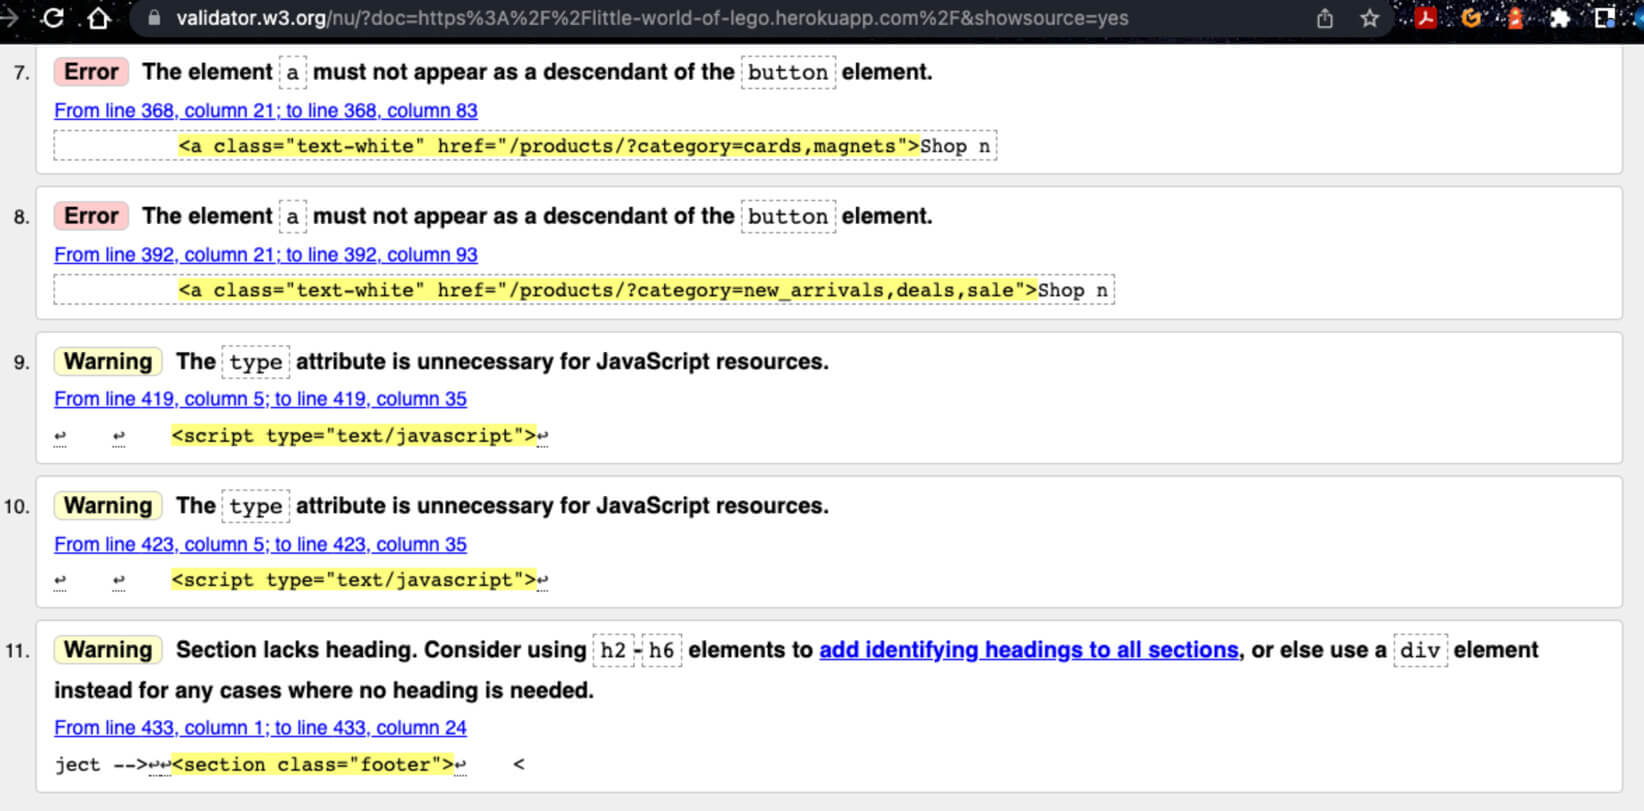 validator.w3.org/nu/?doc=https%3A%2F%2Flittle-world-of-lego.herokuapp.com%2F&showsource=yes
7. Error The element a must not appear as a descendant of the button element.
From line 368, column 21; to line 368, column 83
<a class="text-white" href="/products/?category=cards,magnets">Shop n
8. Error The element a must not appear as a descendant of the button element.
From line 392, column 21; to line 392, column 93
<a class="text-white" href="/products/?category=new_arrivals,deals,sale">Shop n
9. Warning The type attribute is unnecessary for JavaScript resources.
From line 419, column 5; to line 419, column 35
↩ ↩ <script type="text/javascript">↩
10. Warning The type attribute is unnecessary for JavaScript resources.
From line 423, column 5; to line 423, column 35
↩ ↩ <script type="text/javascript">↩
11. Warning Section lacks heading. Consider using h2-h6 elements to add identifying headings to all sections, or else use a div element
instead for any cases where no heading is needed.
From line 433, column 1; to line 433, column 24
ject -->↩↩<section class="footer">↩ <